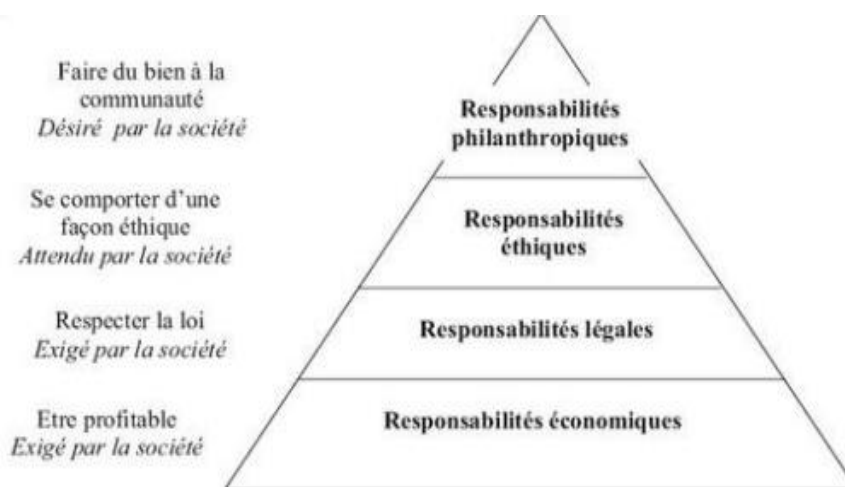 Faire du bien à la
communauté
Désiré par la société
Responsabilités
philanthropiques
Se comporter d'une
façon éthique
Attendu par la société
Responsabilités
éthiques
Respecter la loi
Exigé par la société
Responsabilités légales
Etre profitable
Exigé par la société
Responsabilités économiques